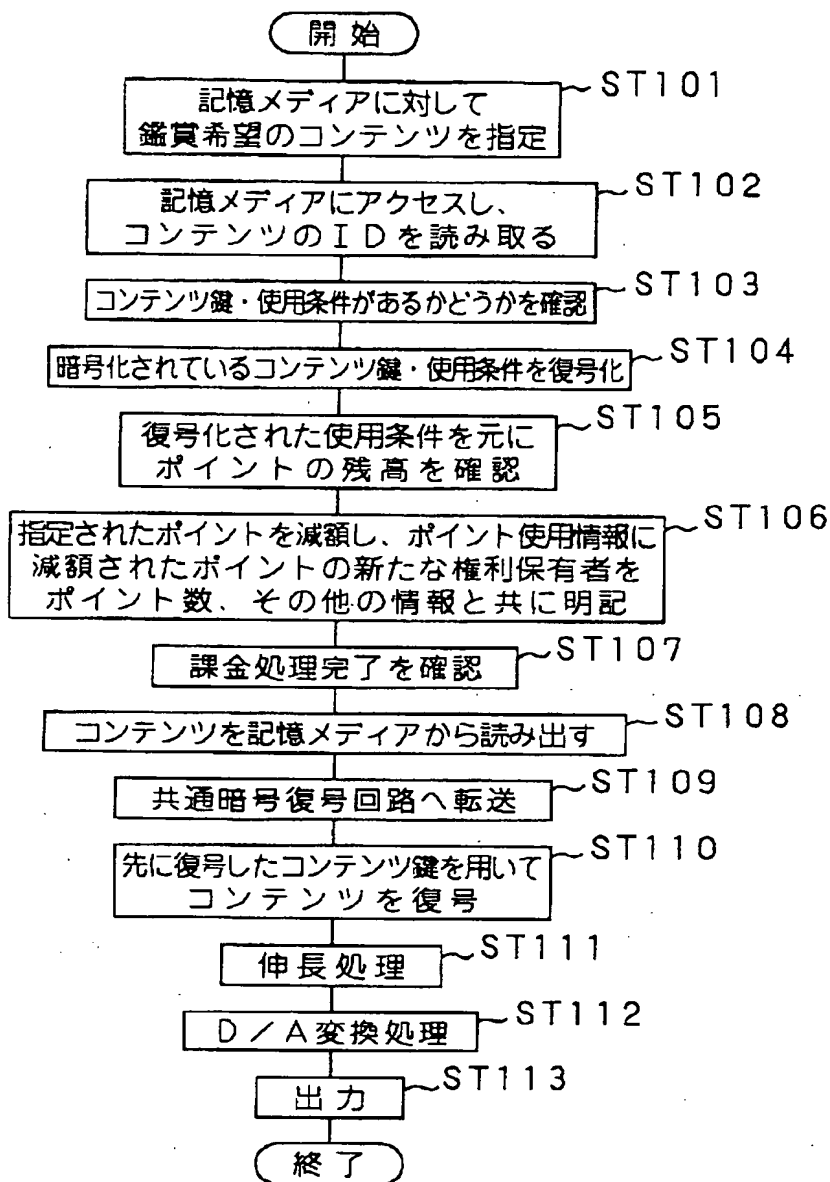 開始
ST101
記憶メディアに対して
鑑賞希望のコンテンツを指定
ST102
記憶メディアにアクセスし、
コンテンツのIDを読み取る
ST103
コンテンツ鍵・使用条件があるかどうかを確認
ST104
暗号化されているコンテンツ鍵・使用条件を復号化
ST105
復号化された使用条件を元に
ポイントの残高を確認
ST106
指定されたポイントを減額し、ポイント使用情報に
減額されたポイントの新たな権利保有者を
ポイント数、その他の情報と共に明記
ST107
課金処理完了を確認
ST108
コンテンツを記憶メディアから読み出す
ST109
共通暗号復号回路へ転送
ST110
先に復号したコンテンツ鍵を用いて
コンテンツを復号
ST111
伸長処理
ST112
D/A変換処理
ST113
出力
終了